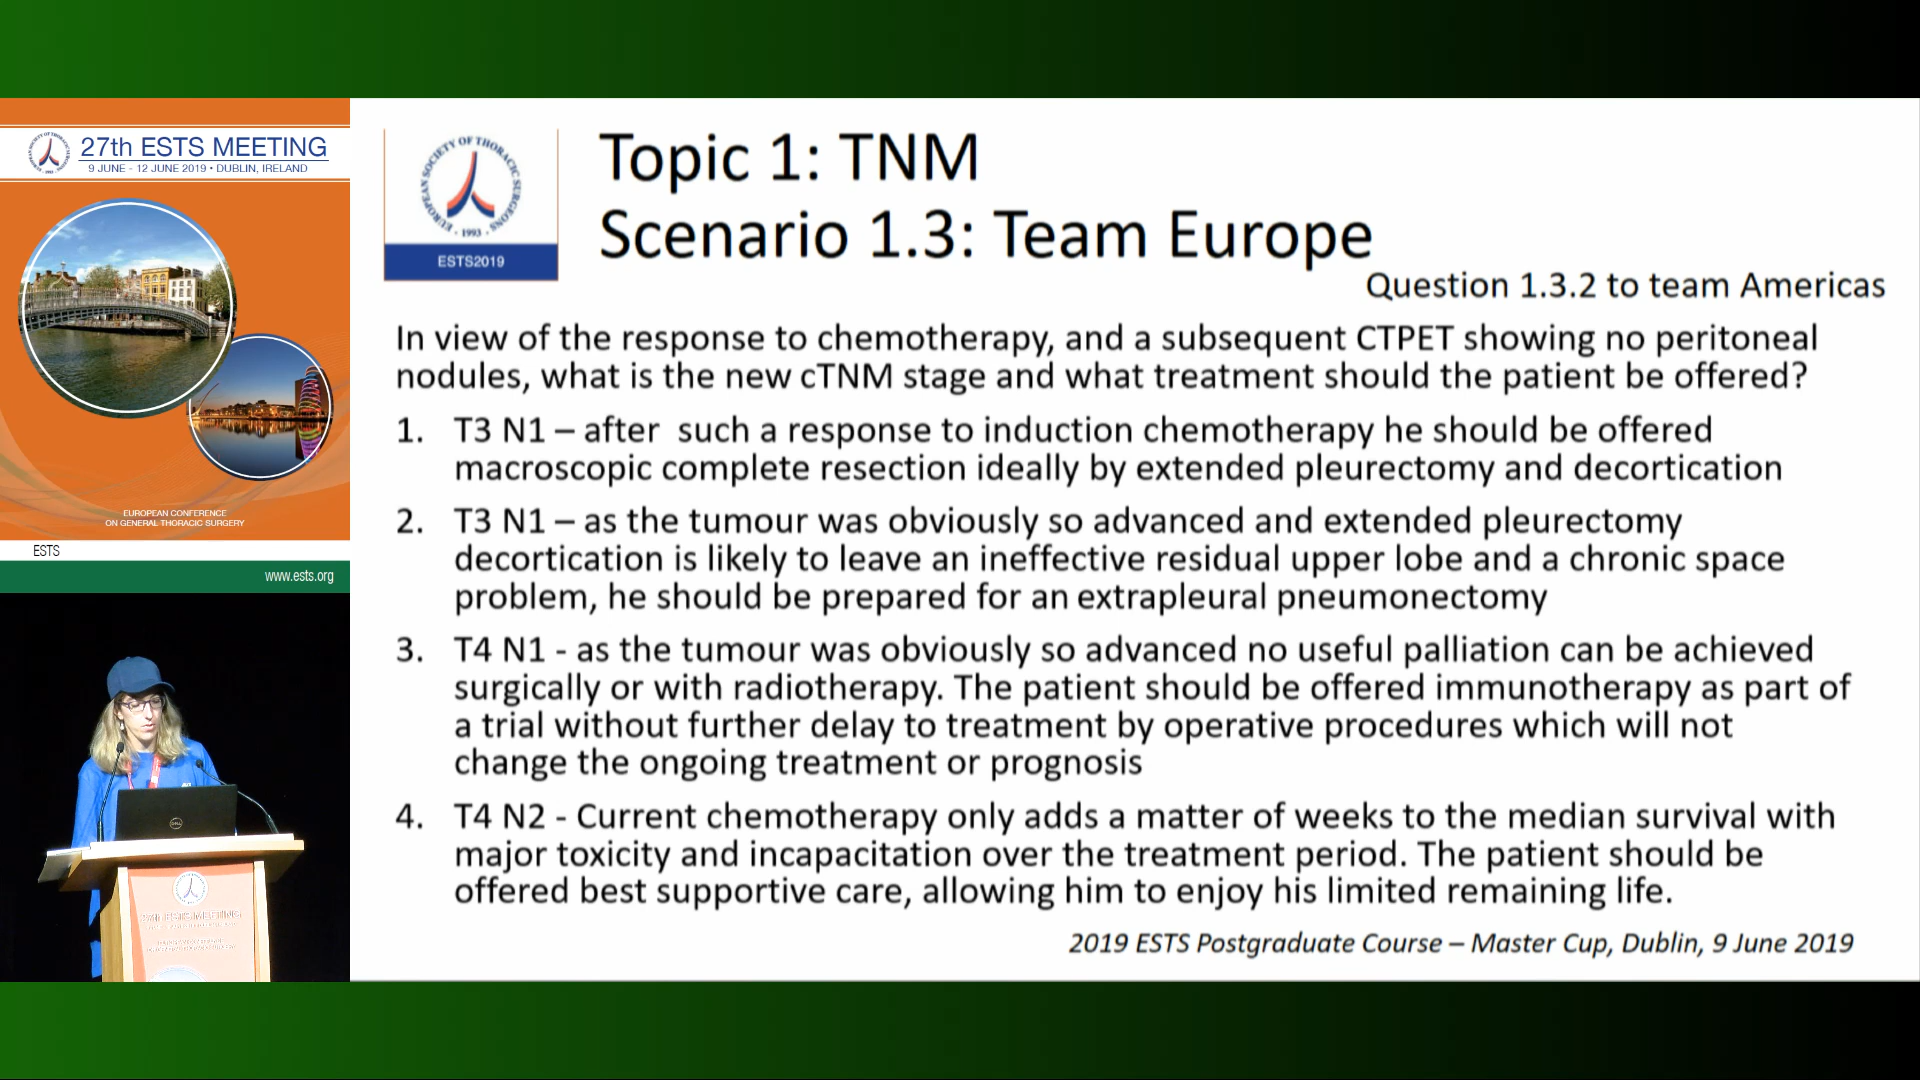 27th ESTS MEETING
9 JUNE - 12 JUNE 2019 • DUBLIN, IRELAND
EUROPEAN CONFERENCE
ON GENERAL THORACIC SURGERY
ESTS
www.ests.org
EUROPEAN SOCIETY OF THORACIC SURGEONS
· 1993 ·
ESTS2019
Topic 1: TNM
Scenario 1.3: Team Europe
Question 1.3.2 to team Americas
In view of the response to chemotherapy, and a subsequent CTPET showing no peritoneal
nodules, what is the new cTNM stage and what treatment should the patient be offered?
1. T3 N1 – after such a response to induction chemotherapy he should be offered
macroscopic complete resection ideally by extended pleurectomy and decortication
2. T3 N1 – as the tumour was obviously so advanced and extended pleurectomy
decortication is likely to leave an ineffective residual upper lobe and a chronic space
problem, he should be prepared for an extrapleural pneumonectomy
3. T4 N1 - as the tumour was obviously so advanced no useful palliation can be achieved
surgically or with radiotherapy. The patient should be offered immunotherapy as part of
a trial without further delay to treatment by operative procedures which will not
change the ongoing treatment or prognosis
4. T4 N2 - Current chemotherapy only adds a matter of weeks to the median survival with
major toxicity and incapacitation over the treatment period. The patient should be
offered best supportive care, allowing him to enjoy his limited remaining life.
2019 ESTS Postgraduate Course – Master Cup, Dublin, 9 June 2019
DELL
27th ESTS MEETING